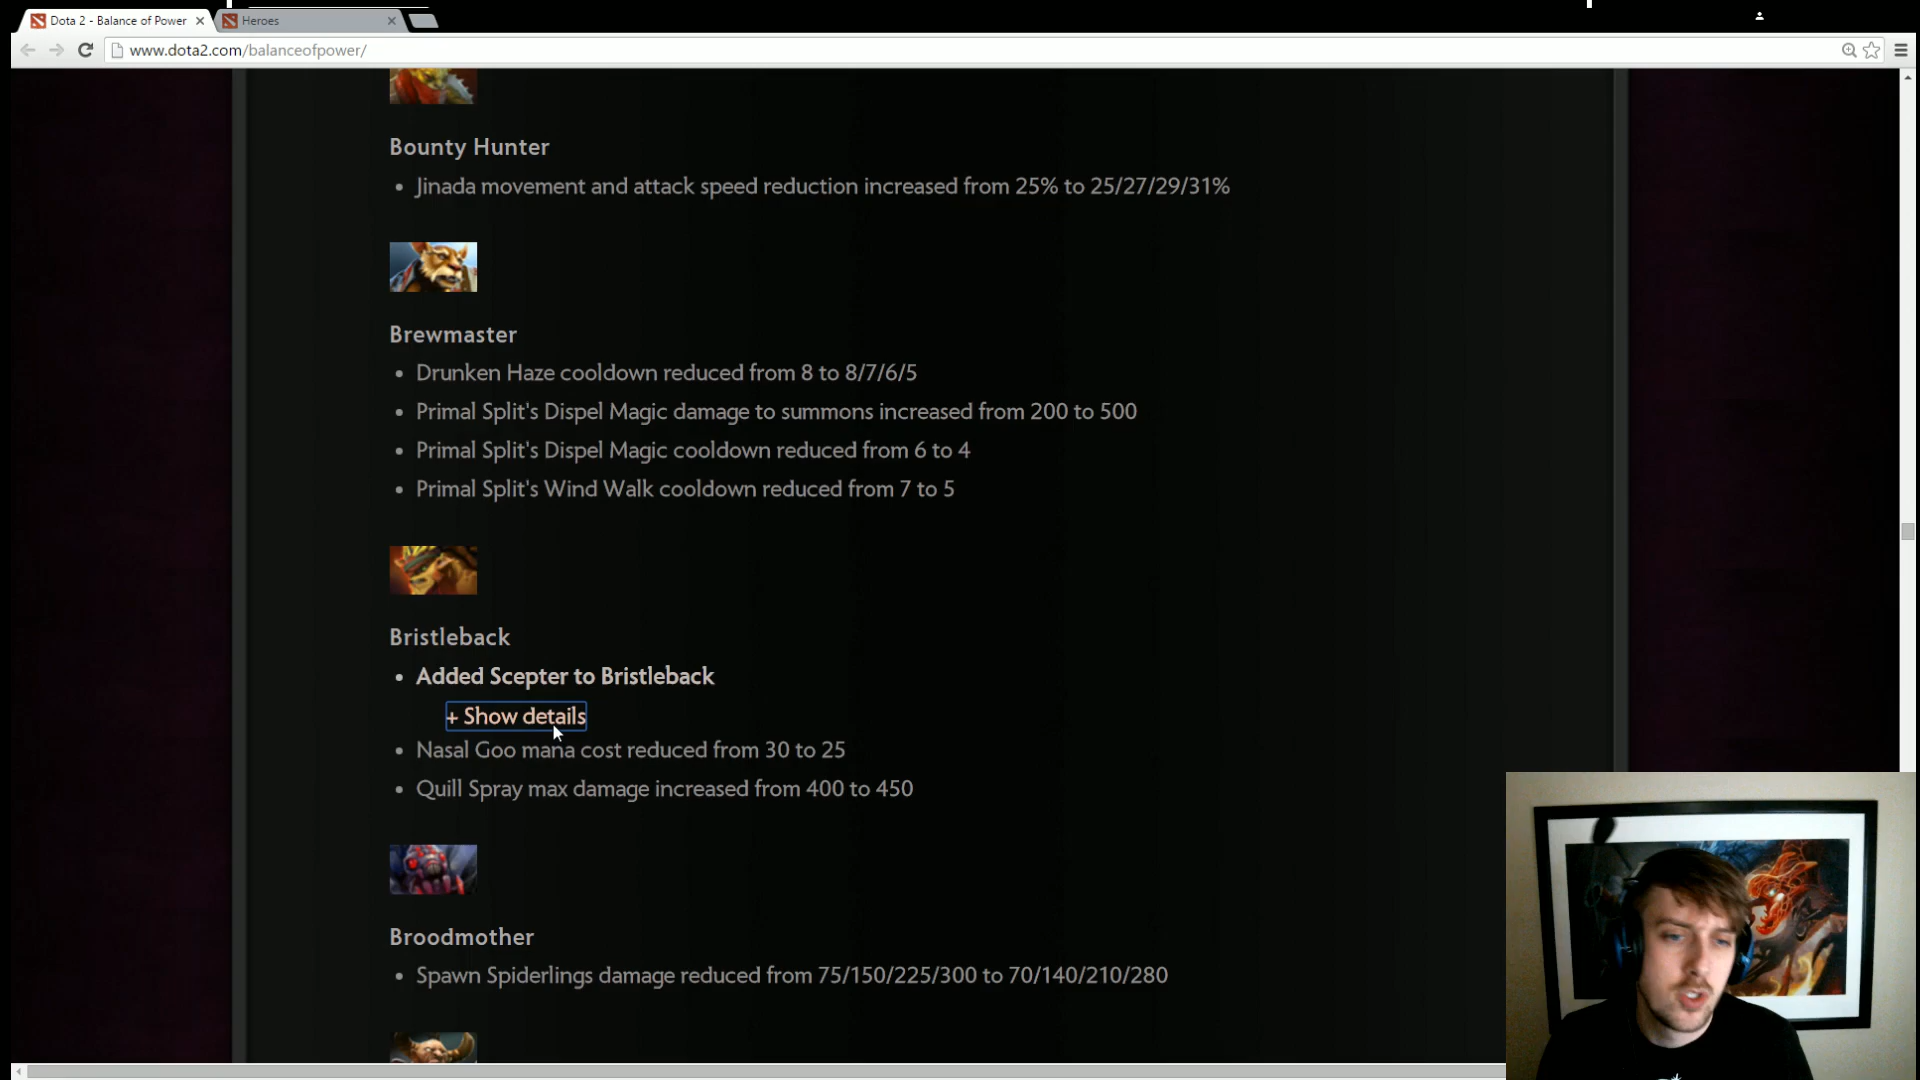 Dota 2 - Balance of Power
Heroes
www.dota2.com/balanceofpower/
Bounty Hunter
Jinada movement and attack speed reduction increased from 25% to 25/27/29/31%
Brewmaster
Drunken Haze cooldown reduced from 8 to 8/7/6/5
Primal Split's Dispel Magic damage to summons increased from 200 to 500
Primal Split's Dispel Magic cooldown reduced from 6 to 4
Primal Split's Wind Walk cooldown reduced from 7 to 5
Bristleback
Added Scepter to Bristleback
+ Show details
Nasal Goo mana cost reduced from 30 to 25
Quill Spray max damage increased from 400 to 450
Broodmother
Spawn Spiderlings damage reduced from 75/150/225/300 to 70/140/210/280